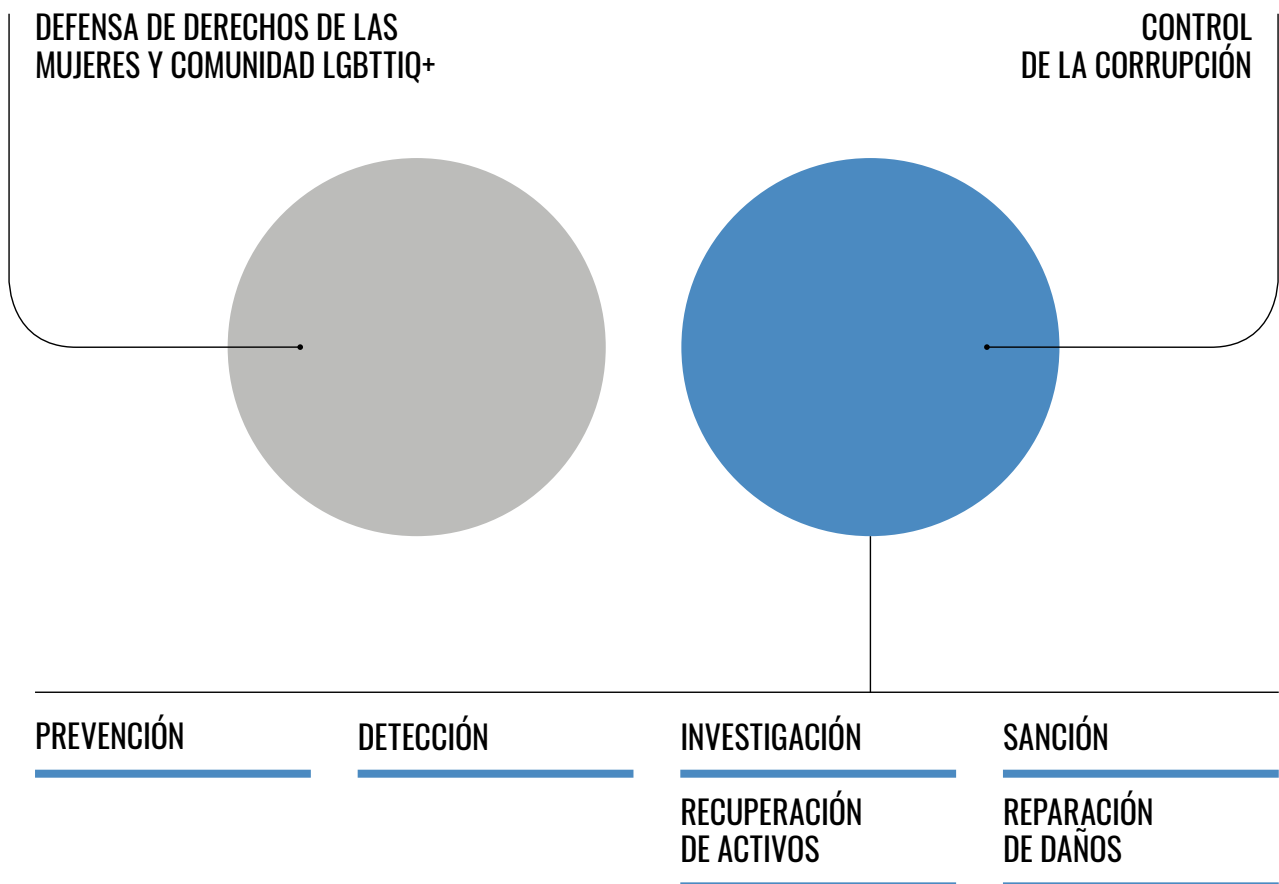 DEFENSA DE DERECHOS DE LAS
MUJERES Y COMUNIDAD LGBTTIQ+
CONTROL
DE LA CORRUPCIÓN
PREVENCIÓN
DETECCIÓN
INVESTIGACIÓN
SANCIÓN
RECUPERACIÓN
DE ACTIVOS
REPARACIÓN
DE DAÑOS